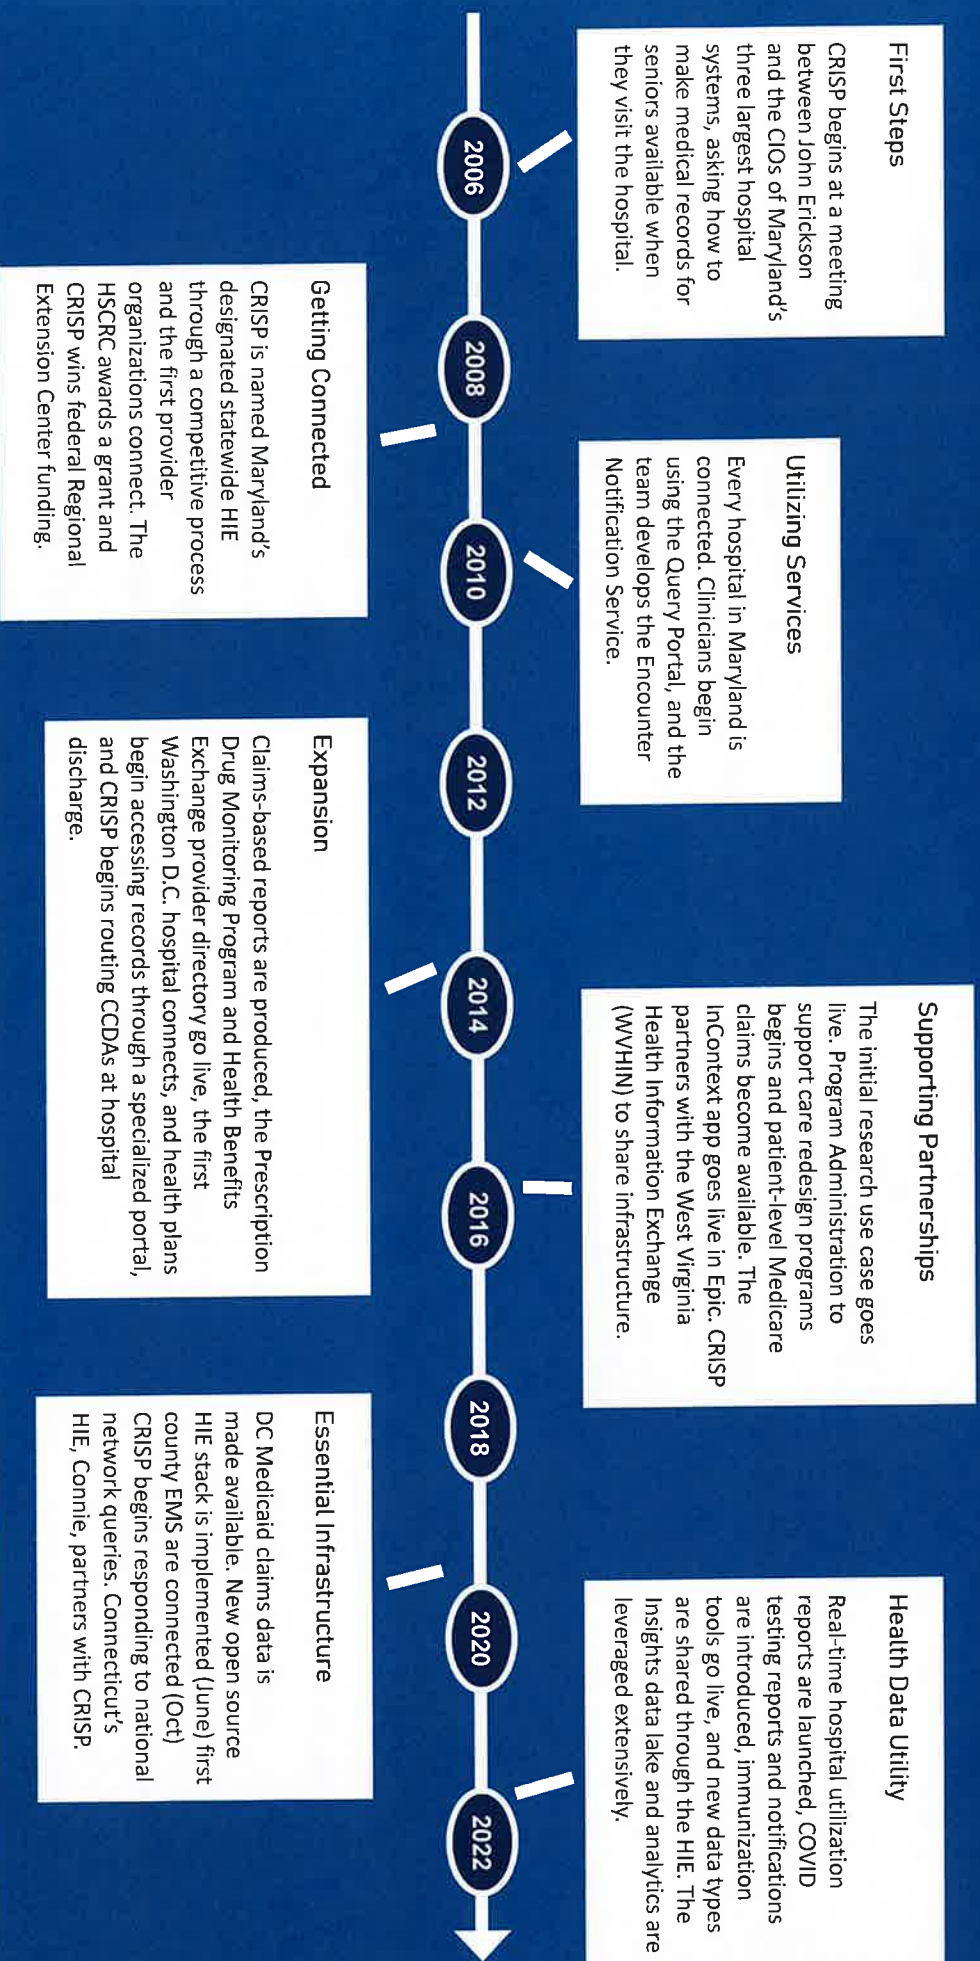 First Steps
CRISP begins at a meeting
between John Erickson
and the CIOs of Maryland's
three largest hospital
systems, asking how to
make medical records for
seniors available when
they visit the hospital.
Utilizing Services
Every hospital in Maryland is
connected. Clinicians begin
using the Query Portal, and the
team develops the Encounter
Notification Service.
Supporting Partnerships
The initial research use case goes
live. Program Administration to
support care redesign programs
begins and patient-level Medicare
claims become available. The
InContext app goes live in Epic. CRISP
partners with the West Virginia
Health Information Exchange
(WVHIN) to share infrastructure.
Health Data Utility
Real-time hospital utilization
reports are launched, COVID
testing reports and notifications
are introduced, immunization
tools go live, and new data types
are shared through the HIE. The
Insights data lake and analytics are
leveraged extensively.
2006
2008
2010
2012
2014
2016
2018
2020
2022
Getting Connected
CRISP is named Maryland's
designated statewide HIE
through a competitive process
and the first provider
organizations connect. The
HSCRC awards a grant and
CRISP wins federal Regional
Extension Center funding.
Expansion
Claims-based reports are produced, the Prescription
Drug Monitoring Program and Health Benefits
Exchange provider directory go live, the first
Washington D.C. hospital connects, and health plans
begin accessing records through a specialized portal,
and CRISP begins routing CCDAs at hospital
discharge.
Essential Infrastructure
DC Medicaid claims data is
made available. New open source
HIE stack is implemented (June) first
county EMS are connected (Oct)
CRISP begins responding to national
network queries. Connecticut's
HIE, Connie, partners with CRISP.